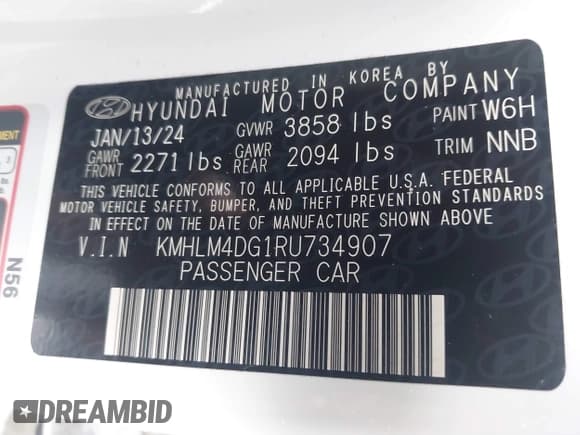 MANUFACTURED IN KOREA BY
HYUNDAI MOTOR COMPANY
JAN/13/24 GVWR 3858 lbs PAINT W6H
GAWR FRONT 2271 lbs GAWR REAR 2094 lbs TRIM NNB
THIS VEHICLE CONFORMS TO ALL APPLICABLE U.S.A. FEDERAL
MOTOR VEHICLE SAFETY, BUMPER, AND THEFT PREVENTION STANDARDS
IN EFFECT ON THE DATE OF MANUFACTURE SHOWN ABOVE
V.I.N KMHLM4DG1RU734907
PASSENGER CAR
N56
DREAMBID